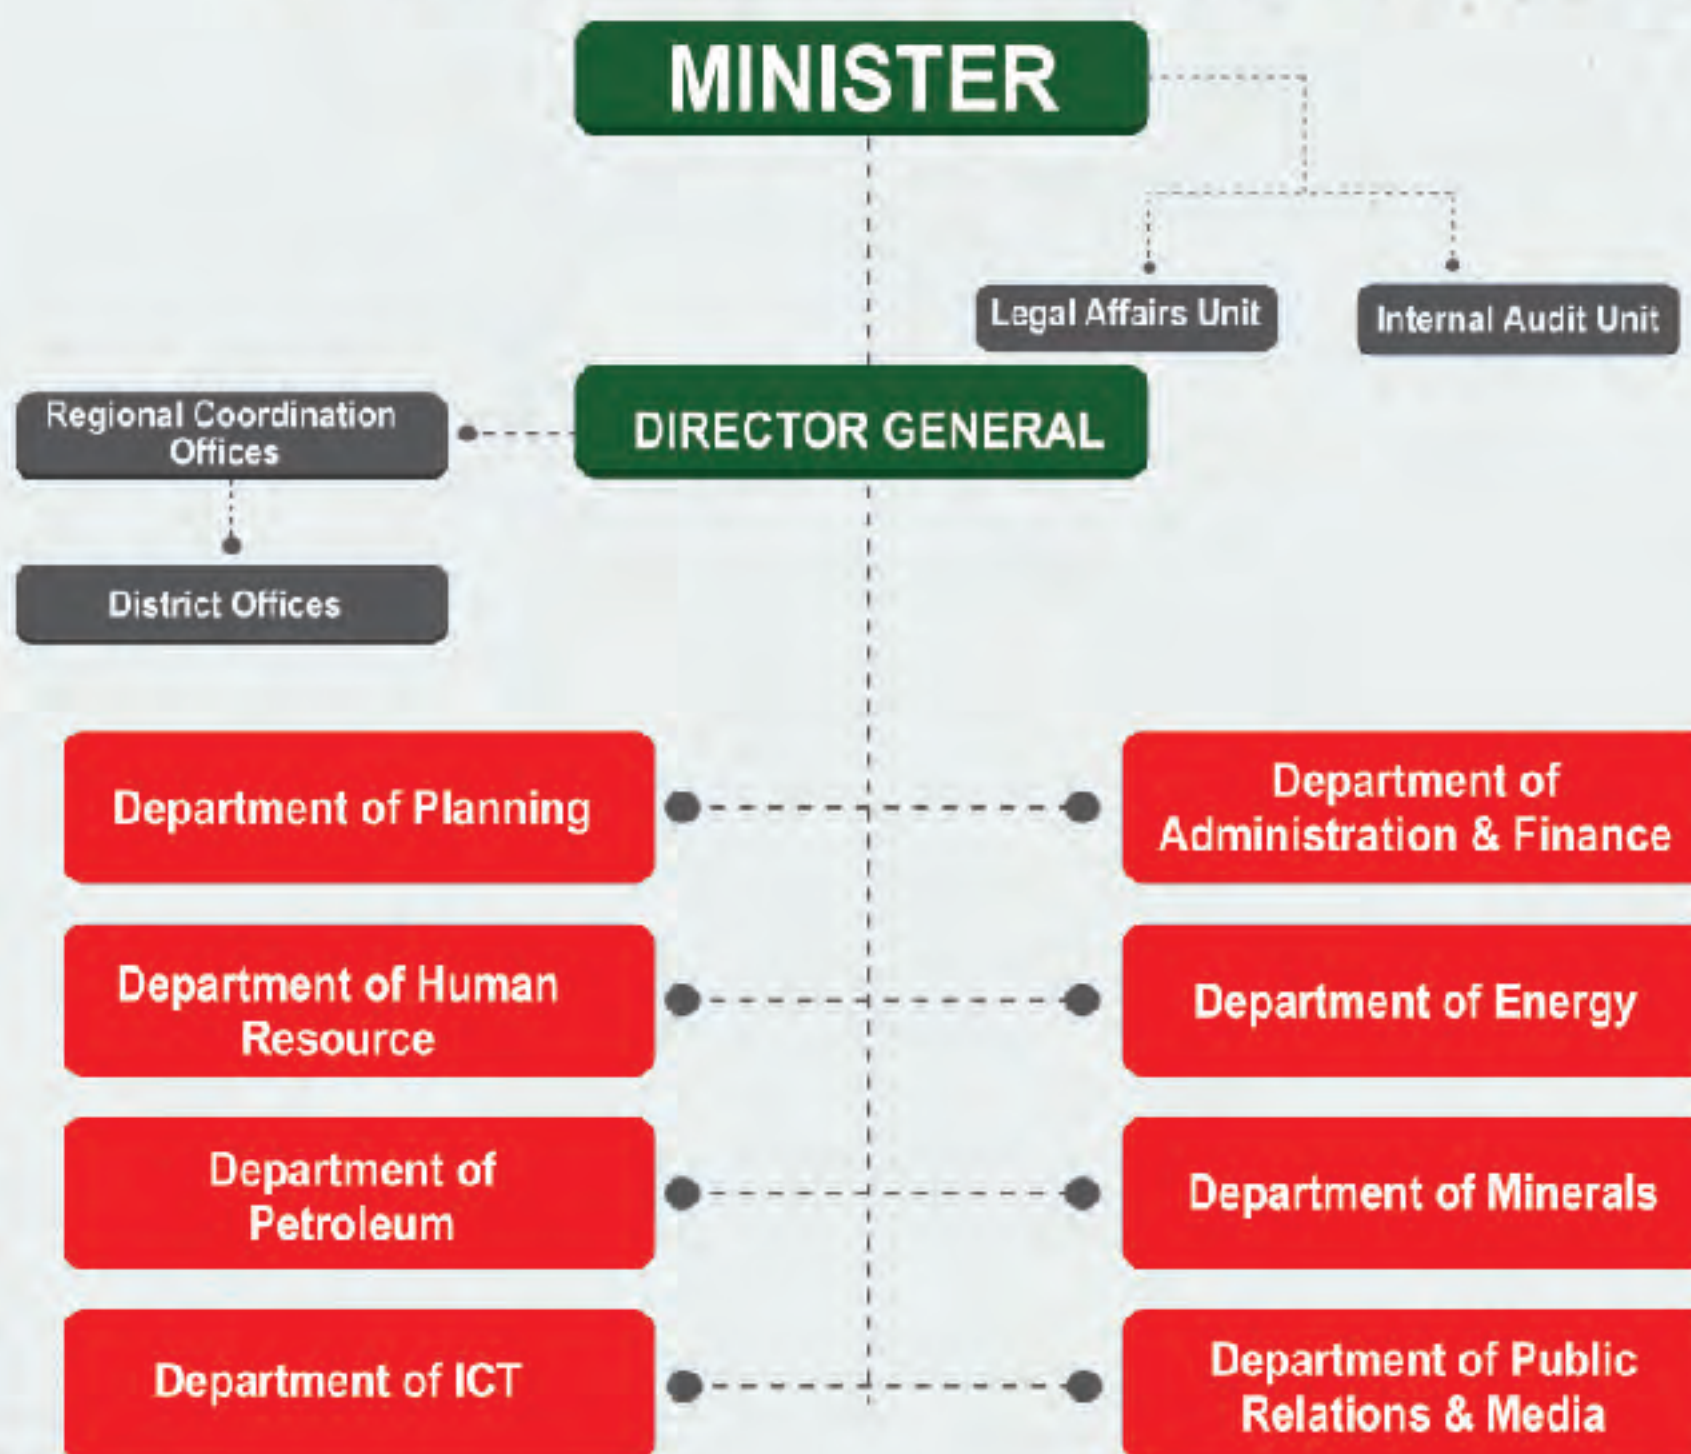 MINISTER
Legal Affairs Unit
Internal Audit Unit
Regional Coordination
Offices
DIRECTOR GENERAL
District Offices
Department of Planning
Department of
Administration & Finance
Department of Human
Resource
Department of Energy
Department of
Petroleum
Department of Minerals
Department of ICT
Department of Public
Relations & Media